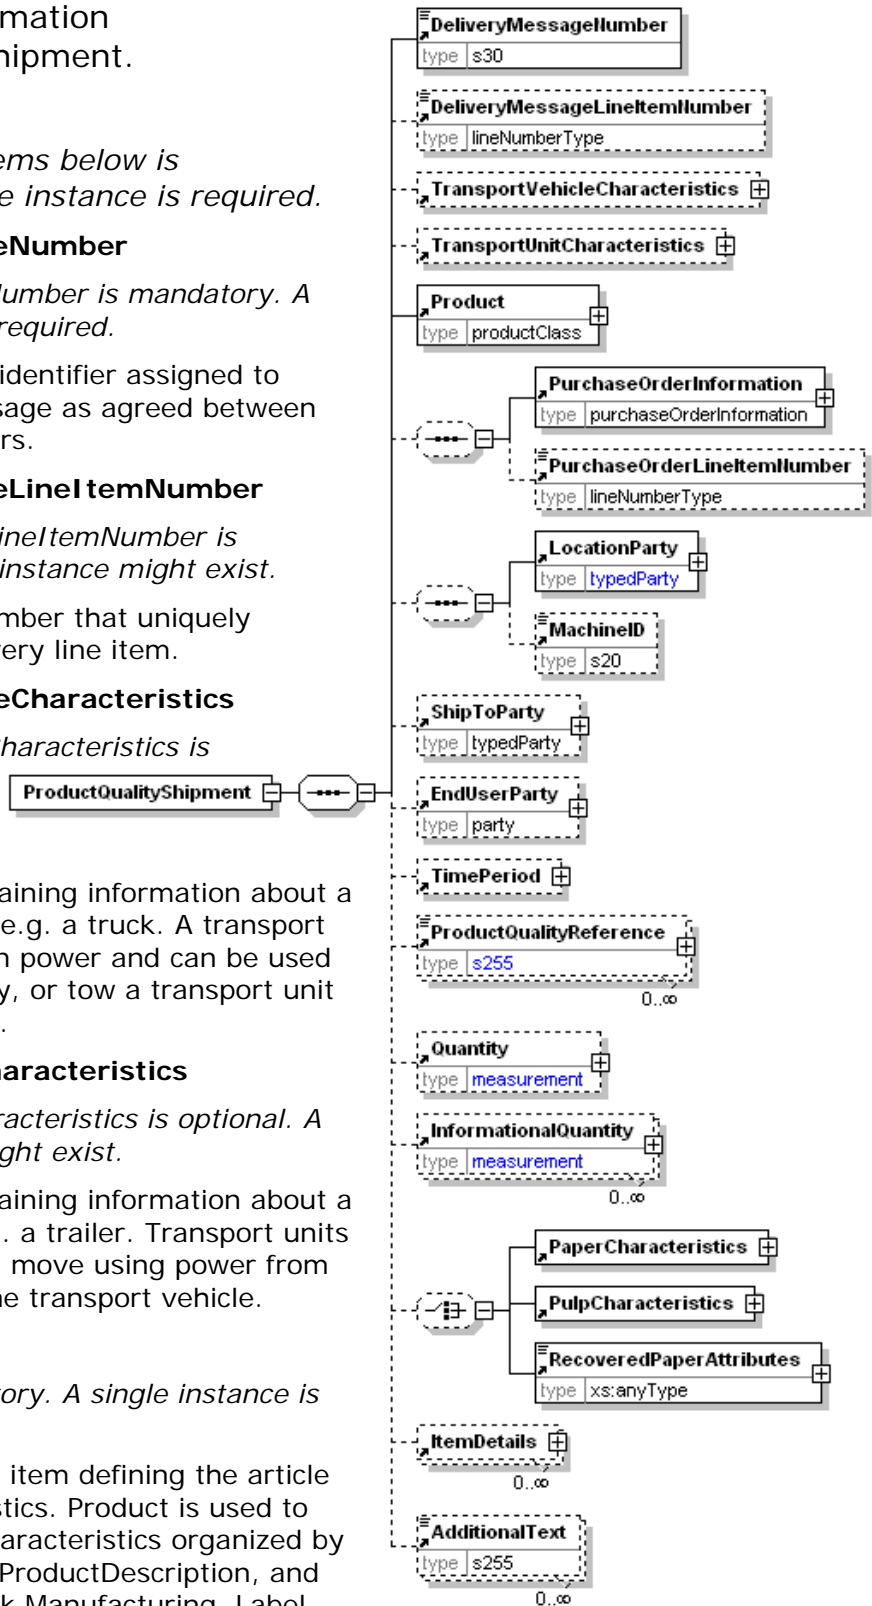 rmation
hipment.
ems below is
e instance is required.
eNumber
Number is mandatory. A
required.
identifier assigned to
sage as agreed between
rs.
eLineItemNumber
ineItemNumber is
instance might exist.
mber that uniquely
very line item.
eCharacteristics
Characteristics is
aining information about a
e.g. a truck. A transport
n power and can be used
y, or tow a transport unit
.
haracteristics
racteristics is optional. A
ght exist.
aining information about a
. a trailer. Transport units
move using power from
he transport vehicle.
ory. A single instance is
item defining the article
stics. Product is used to
haracteristics organized by
ProductDescription, and
k Manufacturing, Label
ProductQualityShipment
DeliveryMessageNumber
type s30
DeliveryMessageLineItemNumber
type lineNumberType
TransportVehicleCharacteristics
TransportUnitCharacteristics
Product
type productClass
PurchaseOrderInformation
type purchaseOrderInformation
PurchaseOrderLineItemNumber
type lineNumberType
LocationParty
type typedParty
MachineID
type s20
ShipToParty
type typedParty
EndUserParty
type party
TimePeriod
ProductQualityReference
type s255
0..∞
Quantity
type measurement
InformationalQuantity
type measurement
0..∞
PaperCharacteristics
PulpCharacteristics
RecoveredPaperAttributes
type xs:anyType
ItemDetails
0..∞
AdditionalText
type s255
0..∞